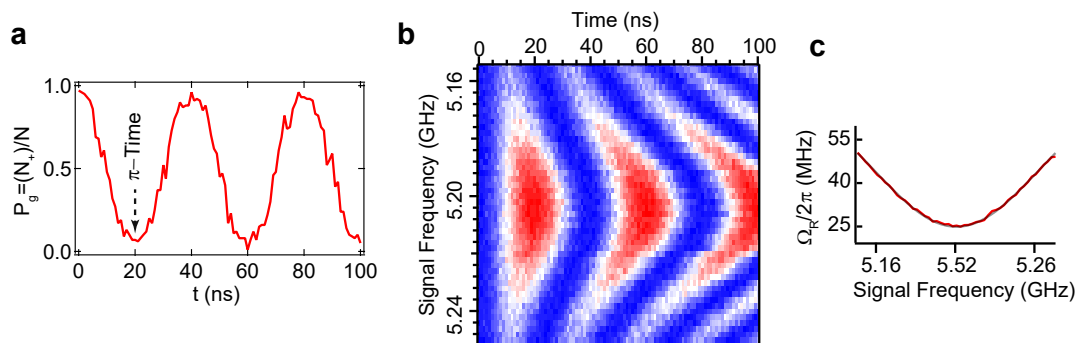 a
P_g=(N_+)/N
1.0
0.5
0.0
π–Time
0 20 40 60 80 100
t (ns)
b
Time (ns)
0 20 40 60 80 100
Signal Frequency (GHz)
5.16
5.20
5.24
c
Ω_R/2π (MHz)
55
40
25
5.16 5.52 5.26
Signal Frequency (GHz)